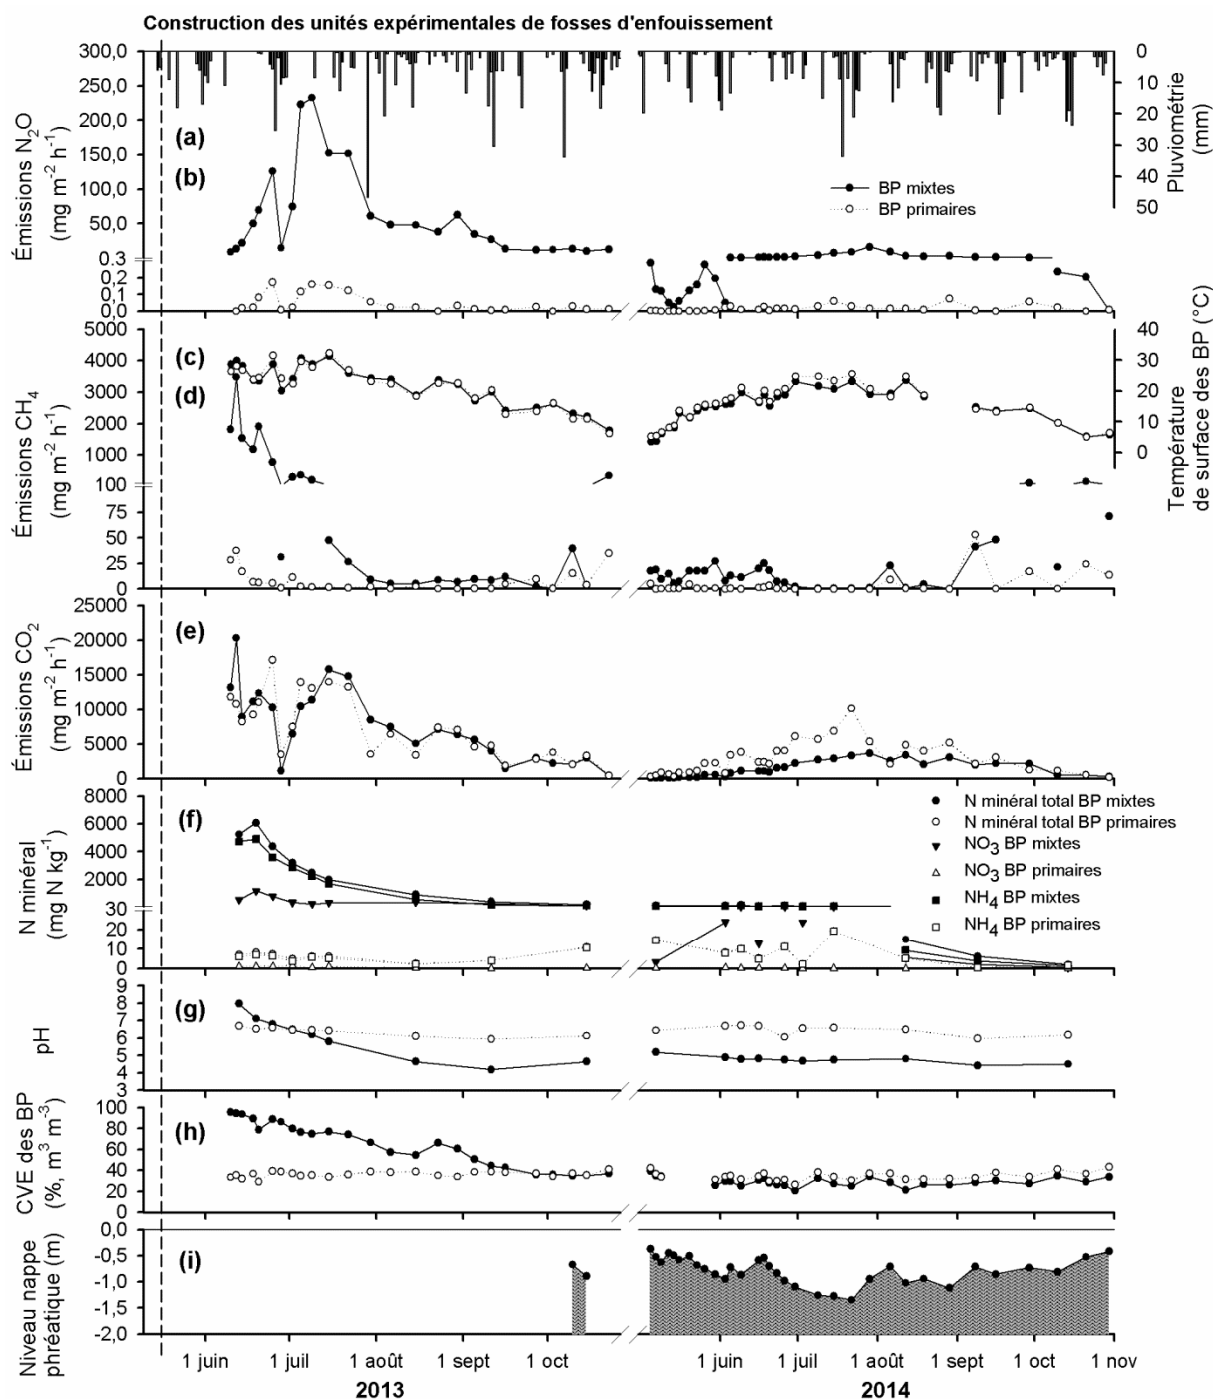 Construction des unités expérimentales de fosses d'enfouissement
Émissions N2O
(mg m-2 h-1)
300,0
250,0
200,0
150,0
100,0
50,0
0.3
0,2
0,1
0,0
(a)
(b)
BP mixtes
BP primaires
0
10
20
30
40
50
Pluviométrie
(mm)
Émissions CH4
(mg m-2 h-1)
5000
4000
3000
2000
1000
100
75
50
25
0
(c)
(d)
40
30
20
10
0
Température
de surface des BP (°C)
Émissions CO2
(mg m-2 h-1)
25000
20000
15000
10000
5000
0
(e)
N minéral
(mg N kg-1)
8000
6000
4000
2000
30
20
10
0
(f)
N minéral total BP mixtes
N minéral total BP primaires
NO3 BP mixtes
NO3 BP primaires
NH4 BP mixtes
NH4 BP primaires
pH
9
8
7
6
5
4
3
(g)
CVE des BP
(%, m3 m-3)
100
80
60
40
20
0
(h)
Niveau nappe
phréatique (m)
0,0
-0,5
-1,0
-1,5
-2,0
(i)
1 juin 1 juil 1 août 1 sept 1 oct 1 juin 1 juil 1 août 1 sept 1 oct 1 nov
2013 2014